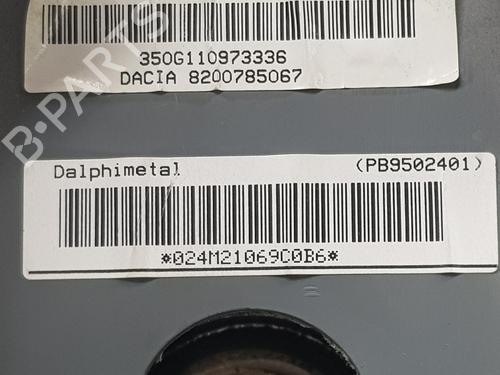 350G110973336
DACIA 8200785067
Dalphimetal (PB9502401)
*024M21069C0B6*
B-PARTS